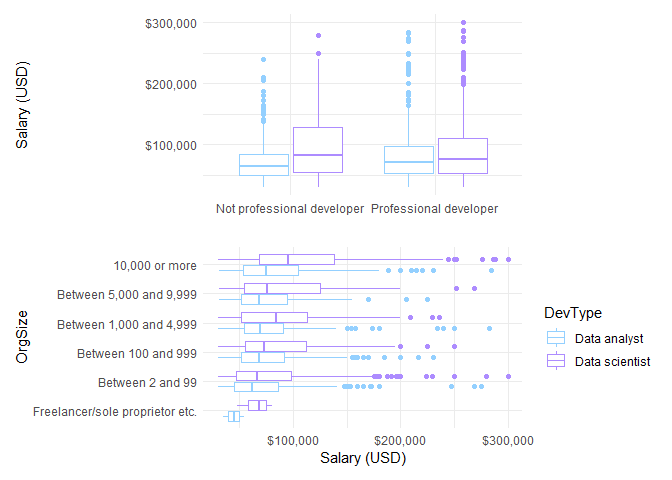 $300,000
$200,000
$100,000
Salary (USD)
Not professional developer Professional developer
10,000 or more
Between 5,000 and 9,999
Between 1,000 and 4,999
Between 100 and 999
Between 2 and 99
Freelancer/sole proprietor etc.
OrgSize
$100,000 $200,000 $300,000
Salary (USD)
DevType
Data analyst
Data scientist